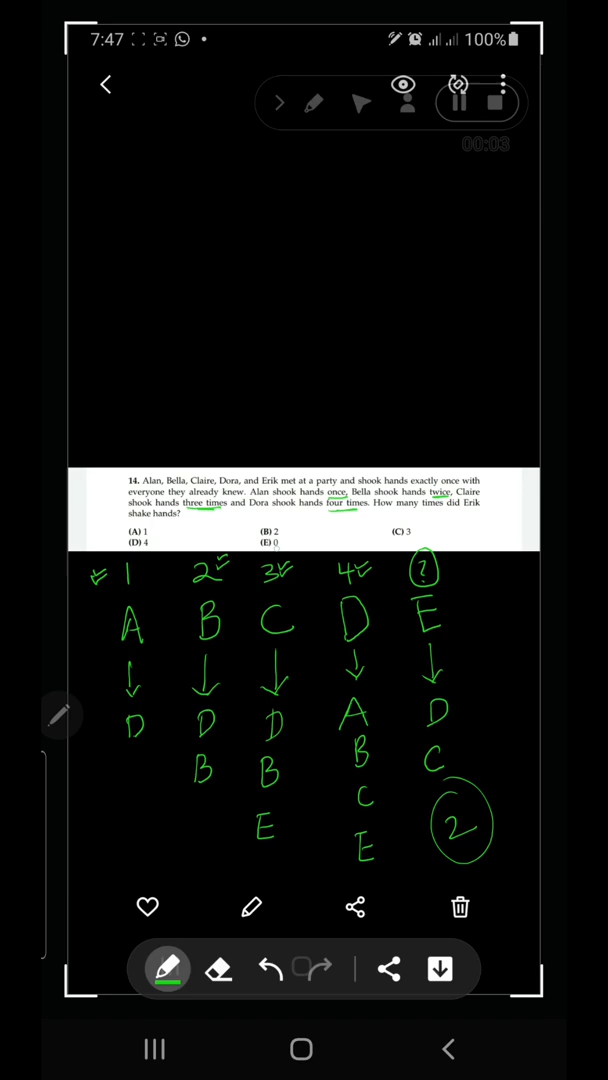 7:47
100%
00:03
14. Alan, Bella, Claire, Dora, and Erik met at a party and shook hands exactly once with
everyone they already knew. Alan shook hands once, Bella shook hands twice, Claire
shook hands three times and Dora shook hands four times. How many times did Erik
shake hands?
(A) 1 (B) 2 (C) 3
(D) 4 (E) 0
1 2 3 4 ?
A B C D E
D D D A D
B B B C
E C 2
E